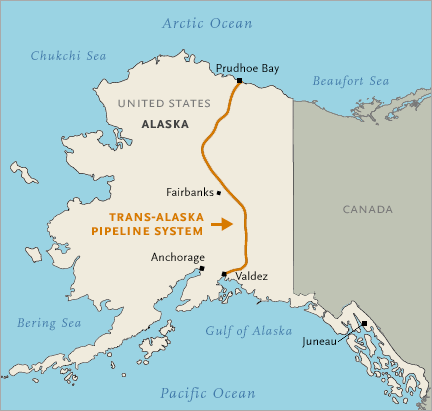 Arctic Ocean
Chukchi Sea
Prudhoe Bay
Beaufort Sea
UNITED STATES
ALASKA
Fairbanks
CANADA
TRANS-ALASKA
PIPELINE SYSTEM
Anchorage
Valdez
Bering Sea
Gulf of Alaska
Juneau
Pacific Ocean